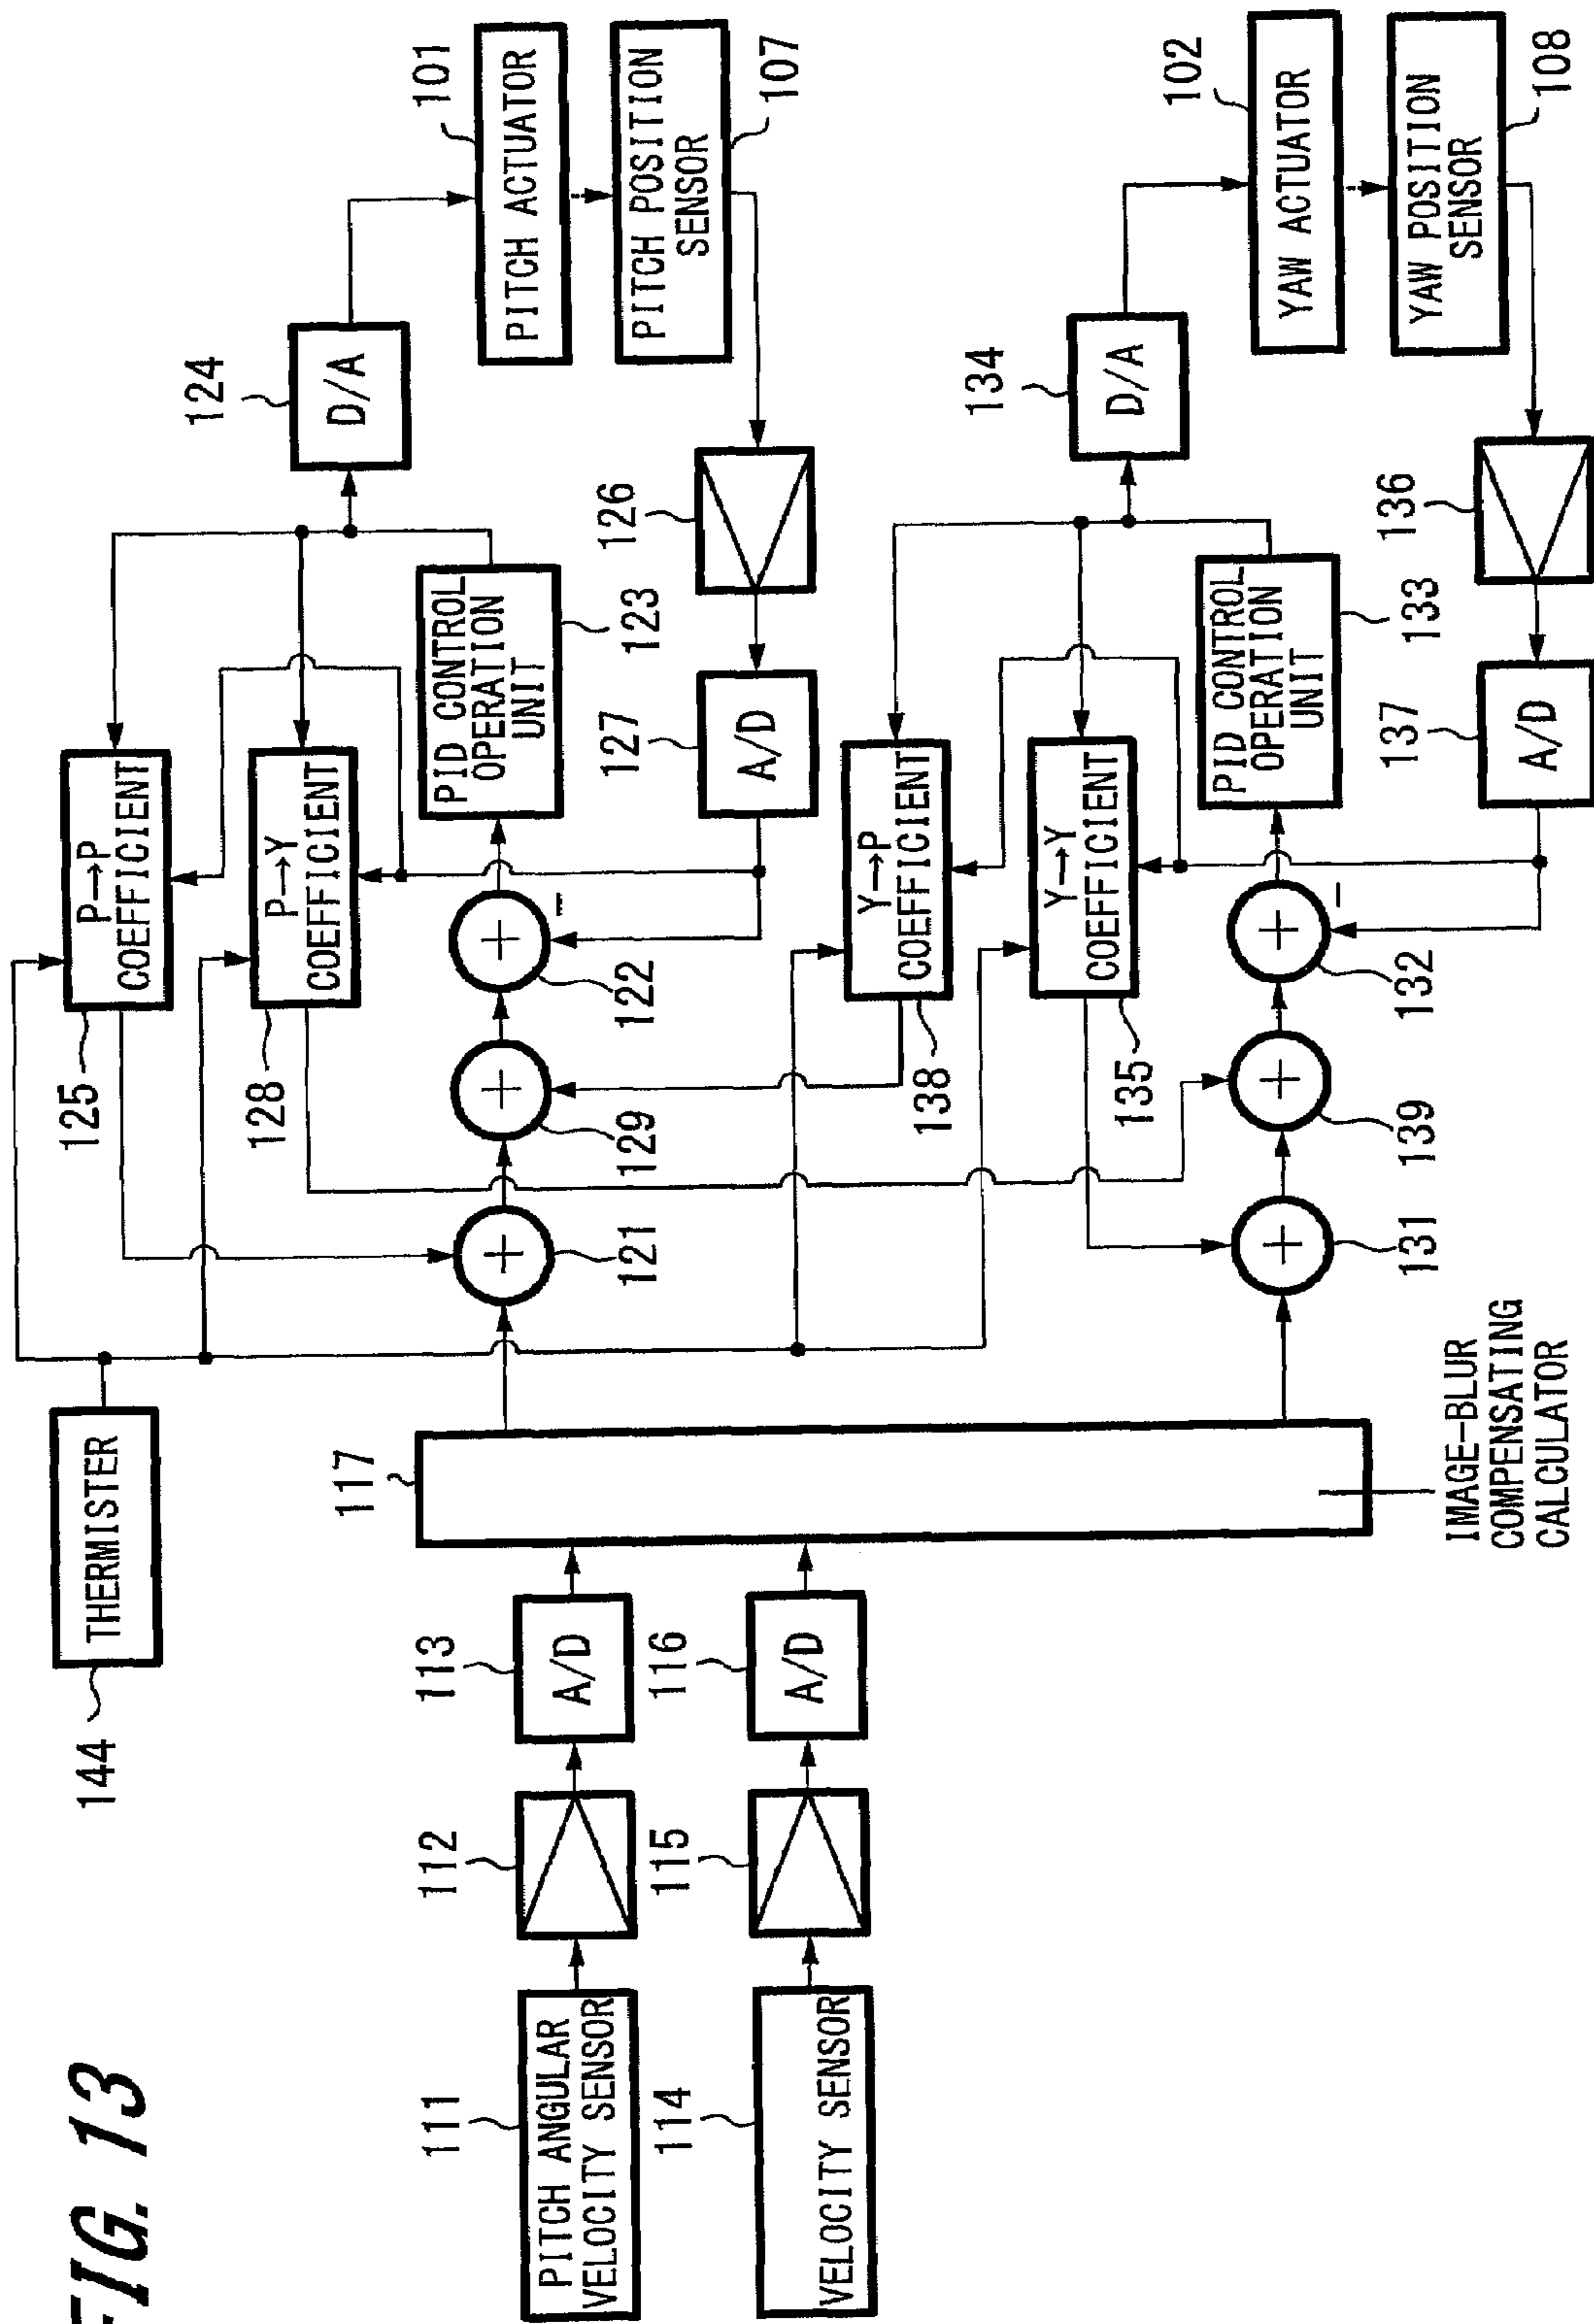 FIG. 13
144
THERMISTER
125
P→P
COEFFICIENT
128
P→Y
COEFFICIENT
124
D/A
101
PITCH ACTUATOR
PITCH POSITION
SENSOR
107
111
PITCH ANGULAR
VELOCITY SENSOR
112
113
A/D
117
121
+
129
+
122
+
-
PID CONTROL
OPERATION
UNIT
123
127
A/D
126
114
VELOCITY SENSOR
115
116
A/D
Y→P
COEFFICIENT
138
Y→Y
COEFFICIENT
135
134
D/A
102
YAW ACTUATOR
YAW POSITION
SENSOR
108
IMAGE-BLUR
COMPENSATING
CALCULATOR
131
+
139
+
132
+
-
PID CONTROL
OPERATION
UNIT
133
137
A/D
136